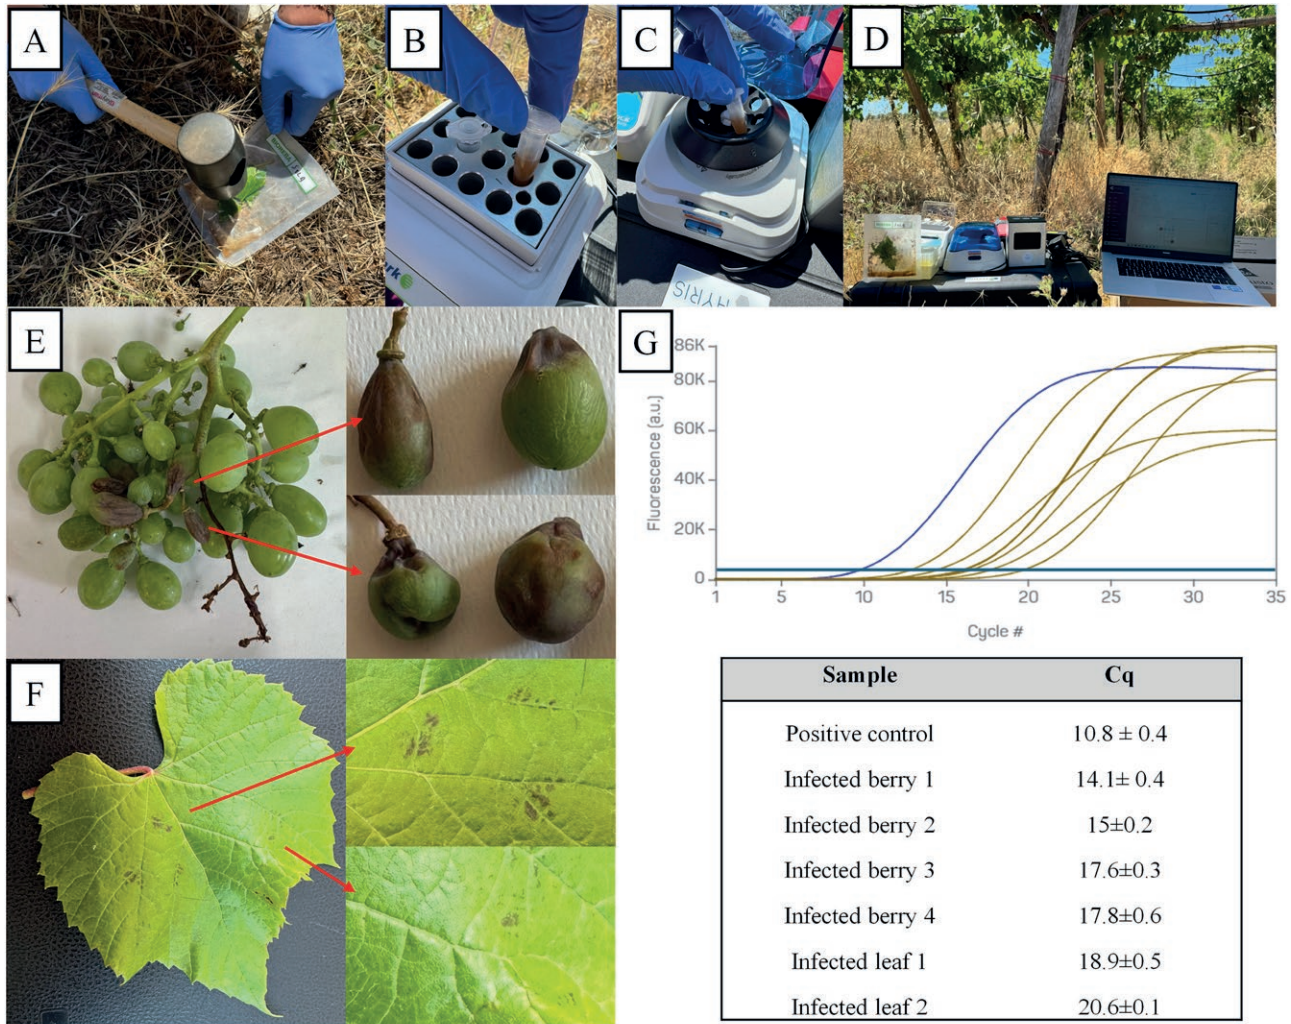 A
B
C
D
rk
HYRIS
E
F
G
86K
80K
60K
40K
20K
0
Fluorescence (a.u.)
1 5 10 15 20 25 30 35
Cycle #
Sample Cq
Positive control 10.8 ± 0.4
Infected berry 1 14.1± 0.4
Infected berry 2 15±0.2
Infected berry 3 17.6±0.3
Infected berry 4 17.8±0.6
Infected leaf 1 18.9±0.5
Infected leaf 2 20.6±0.1